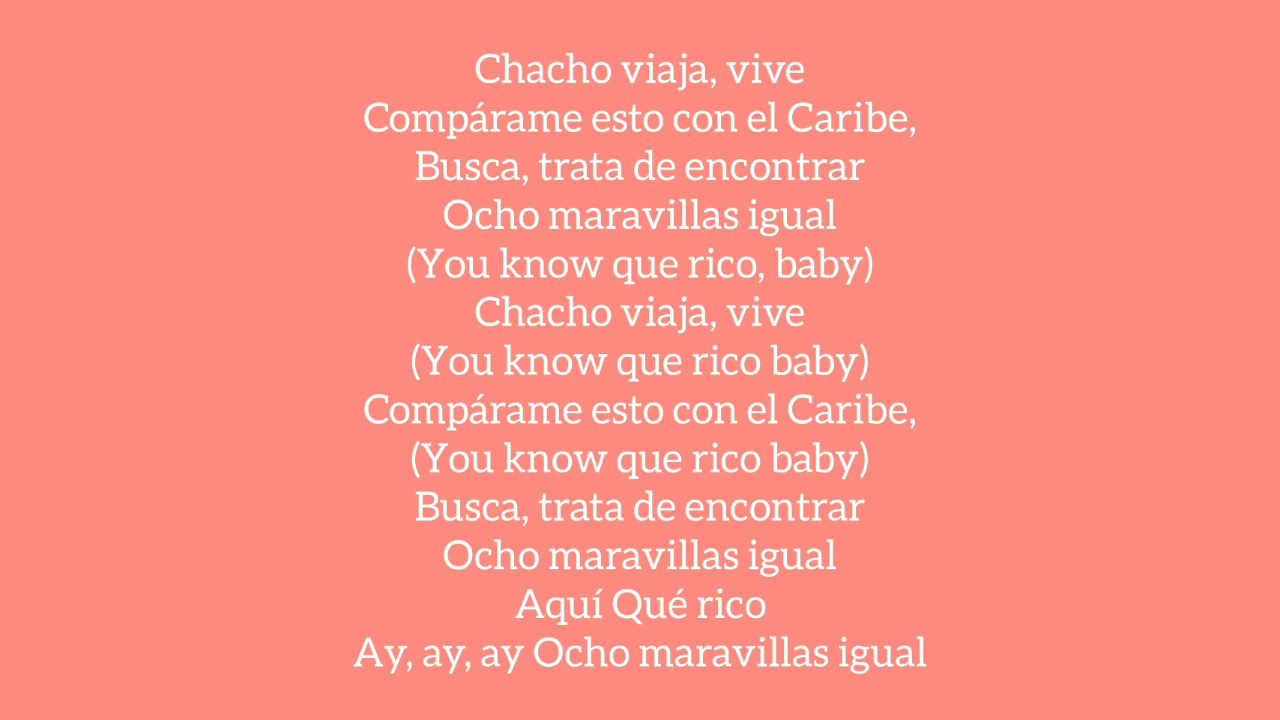 Chacho viaja, vive
Compárame esto con el Caribe,
Busca, trata de encontrar
Ocho maravillas igual
(You know que rico, baby)
Chacho viaja, vive
(You know que rico baby)
Compárame esto con el Caribe,
(You know que rico baby)
Busca, trata de encontrar
Ocho maravillas igual
Aquí Qué rico
Ay, ay, ay Ocho maravillas igual